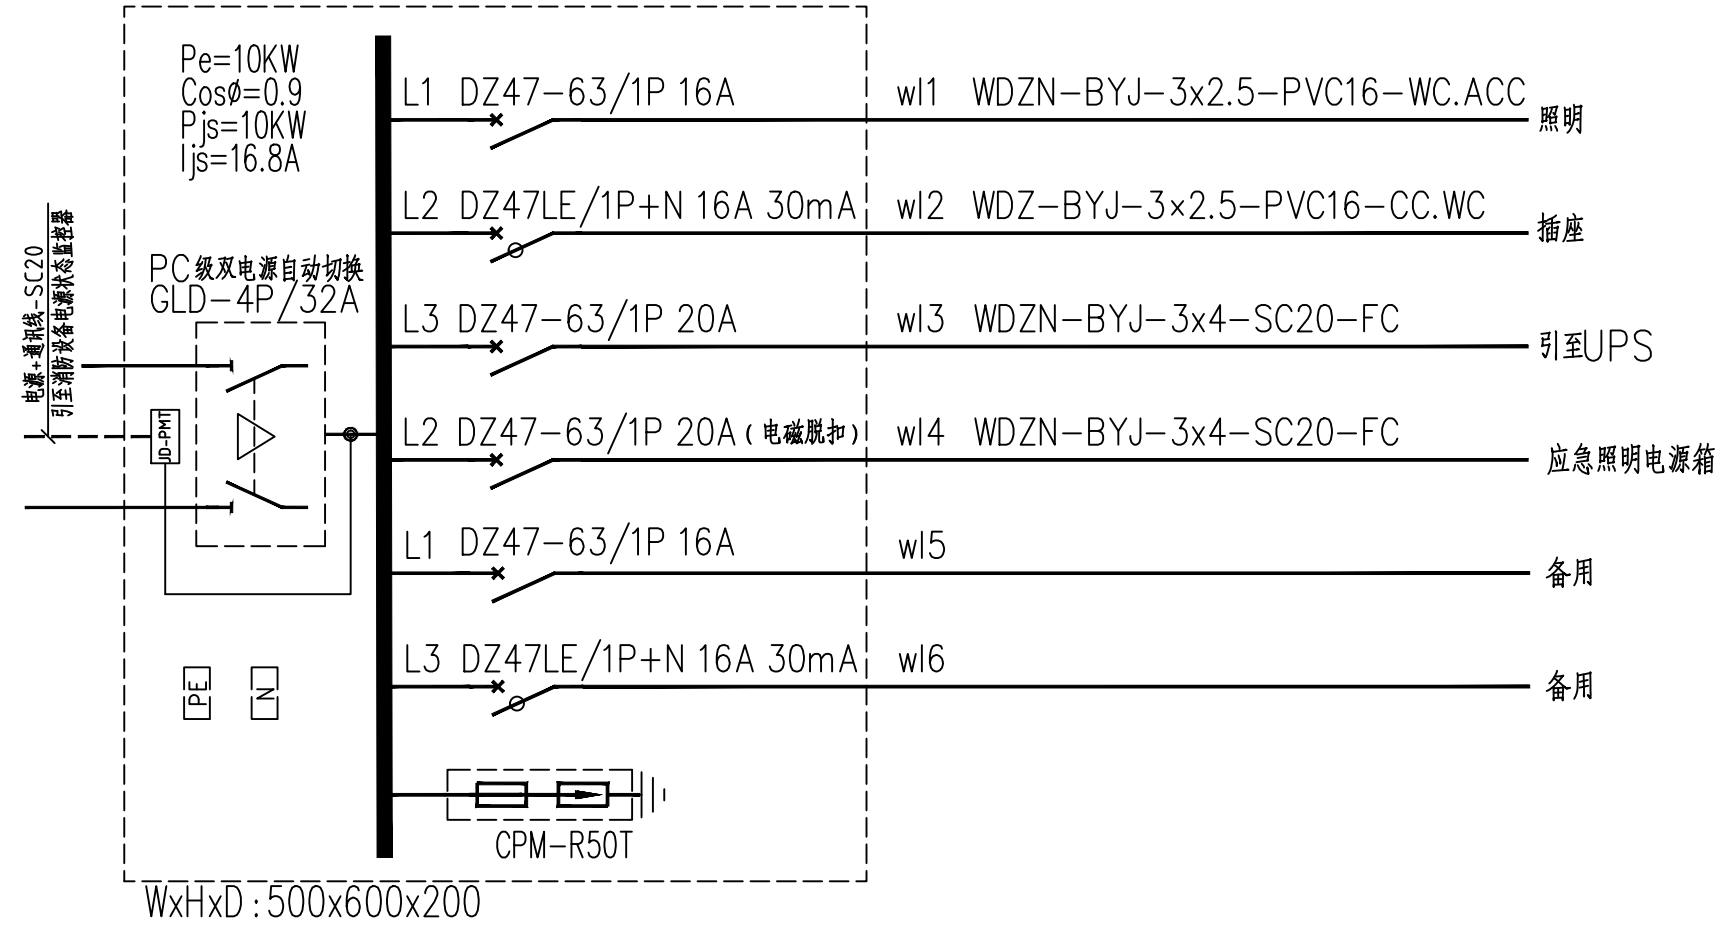 Pe=10KW
CosØ=0.9
Pjs=10KW
Ijs=16.8A
电源+通讯线-SC20
引至消防设备电源状态监控器
PC级双电源自动切换
GLD-4P/32A
JD-PMT
PE
N
L1 DZ47-63/1P 16A wl1 WDZN-BYJ-3x2.5-PVC16-WC.ACC 照明
L2 DZ47LE/1P+N 16A 30mA wl2 WDZ-BYJ-3×2.5-PVC16-CC.WC 插座
L3 DZ47-63/1P 20A wl3 WDZN-BYJ-3x4-SC20-FC 引至UPS
L2 DZ47-63/1P 20A(电磁脱扣) wl4 WDZN-BYJ-3x4-SC20-FC 应急照明电源箱
L1 DZ47-63/1P 16A wl5 备用
L3 DZ47LE/1P+N 16A 30mA wl6 备用
CPM-R50T
WxHxD:500x600x200